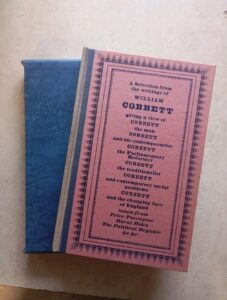 A Selection from
the writings of
WILLIAM
COBBETT
giving a view of
COBBETT
the man
COBBETT
and his contemporaries
COBBETT
the Parliamentary
Reformer
COBBETT
the traditionalist
COBBETT
and contemporary social
problems
COBBETT
and the changing face
of England
taken from
Peter Porcupine
Rural Rides
The Political Register
&c &c